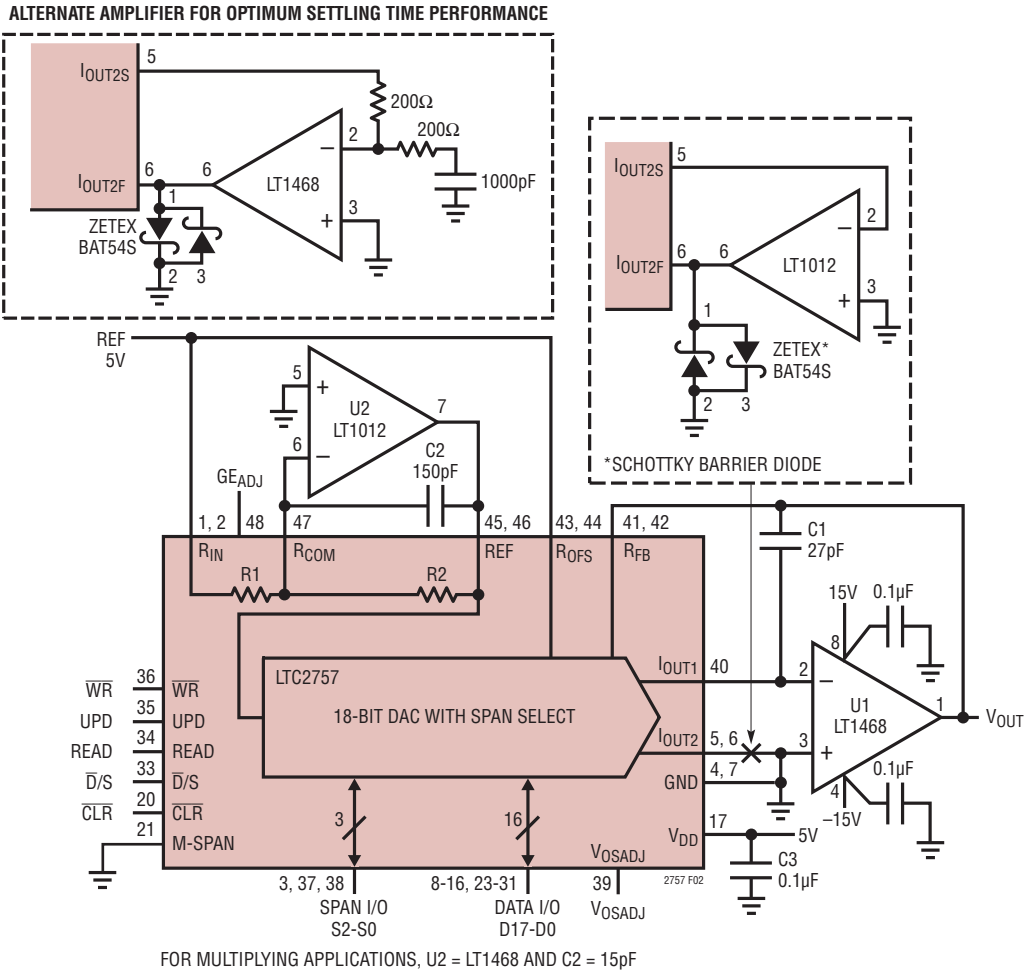 ALTERNATE AMPLIFIER FOR OPTIMUM SETTLING TIME PERFORMANCE
IOUT2S
5
200Ω
200Ω
2
–
LT1468
1000pF
6
6
IOUT2F
1
3
+
ZETEX
BAT54S
2
3
IOUT2S
5
2
–
LT1012
6
6
IOUT2F
3
+
1
ZETEX*
BAT54S
2
3
*SCHOTTKY BARRIER DIODE
REF
5V
5
+
U2
LT1012
7
6
–
C2
150pF
GEADJ
1, 2
48
47
45, 46
43, 44
41, 42
RIN
RCOM
REF
ROFS
RFB
R1
R2
C1
27pF
15V
0.1µF
8
LTC2757
18-BIT DAC WITH SPAN SELECT
IOUT1
40
2
–
U1
LT1468
1
VOUT
IOUT2
5, 6
3
+
GND
4, 7
4
–15V
0.1µF
WR
36
WR
UPD
35
UPD
READ
34
READ
D/S
33
D/S
CLR
20
CLR
21
M-SPAN
3
16
VDD
17
5V
C3
0.1µF
VOSADJ
2757 F02
3, 37, 38
8-16, 23-31
39
SPAN I/O
S2-S0
DATA I/O
D17-D0
VOSADJ
FOR MULTIPLYING APPLICATIONS, U2 = LT1468 AND C2 = 15pF